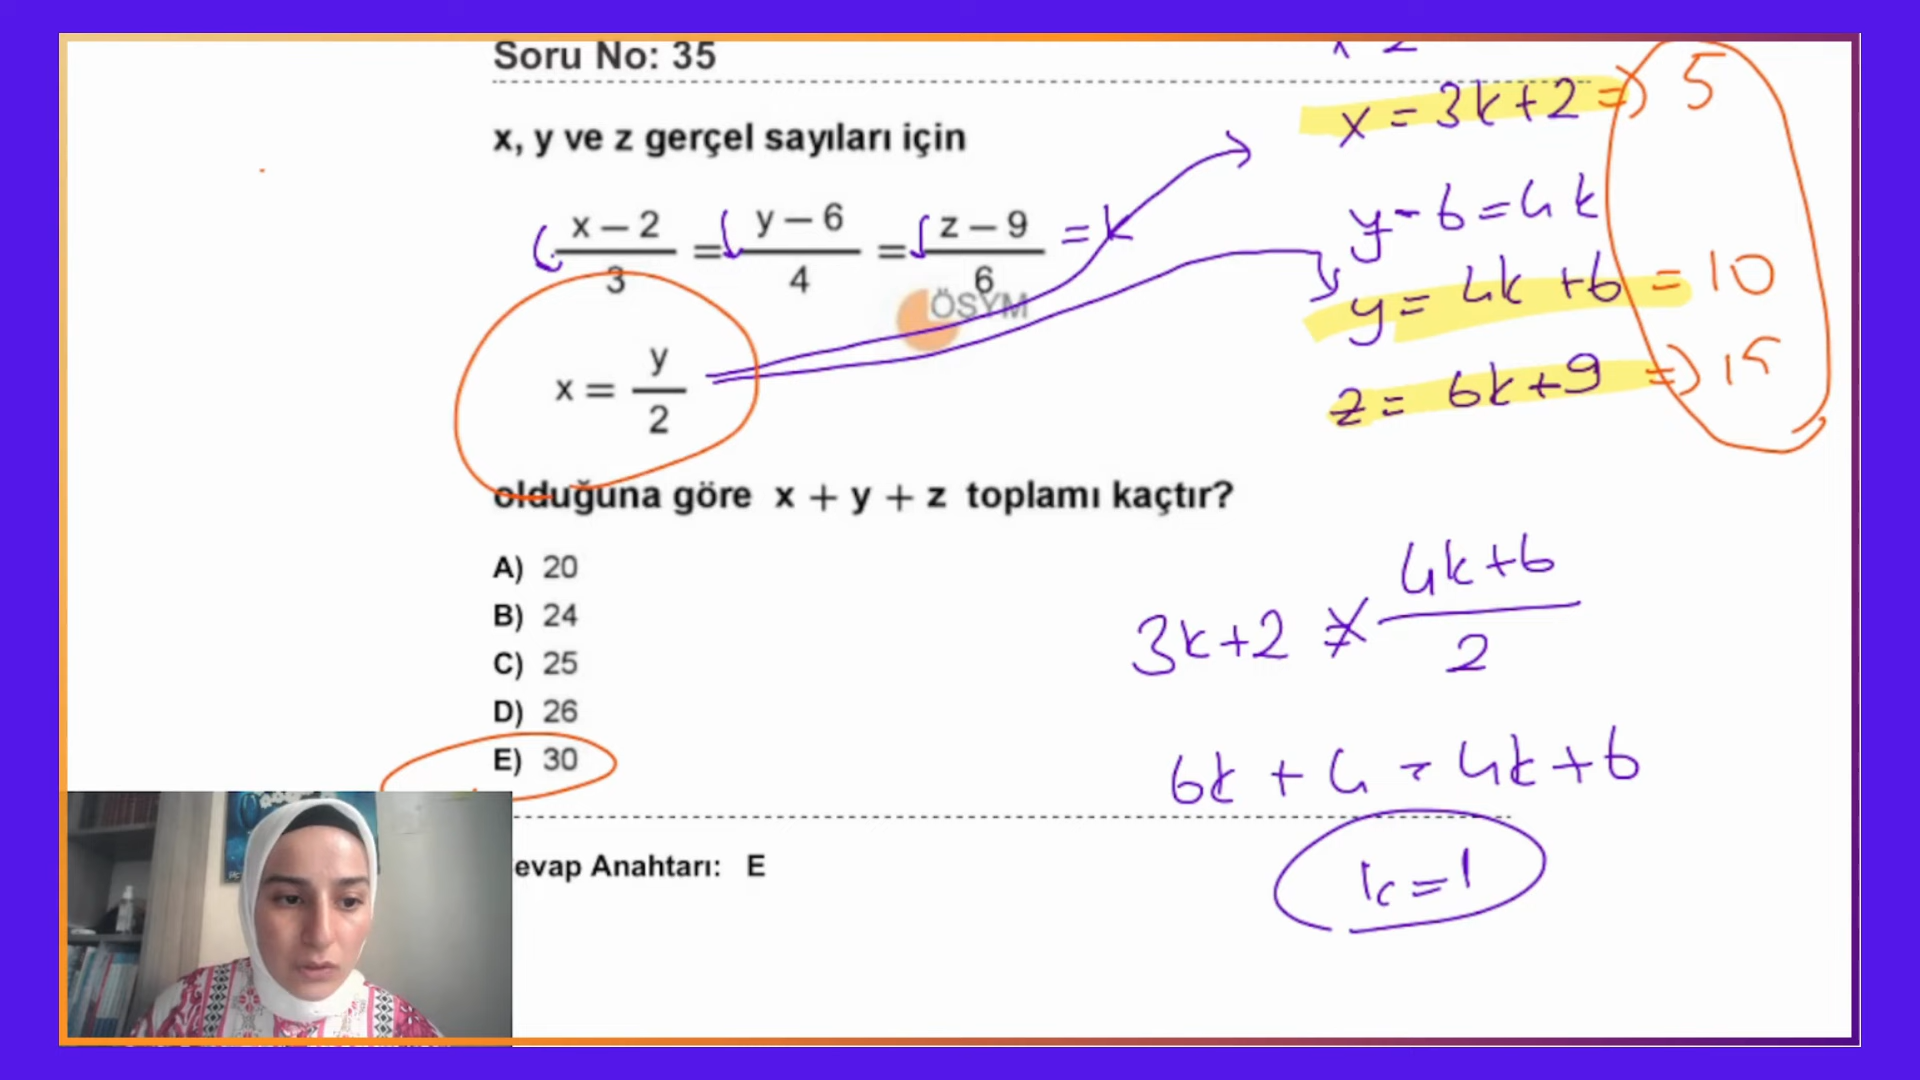 Soru No: 35
x, y ve z gerçel sayıları için
x – 2 / 3 = y – 6 / 4 = z – 9 / 6 = k
ÖSYM
x = y / 2
olduğuna göre x + y + z toplamı kaçtır?
A) 20
B) 24
C) 25
D) 26
E) 30
evap Anahtarı: E
x = 3k+2 => 5
y - 6 = 4k
y = 4k + 6 = 10
z = 6k+9 => 15
3k+2 = 4k+6 / 2
6k + 4 = 4k + 6
k = 1